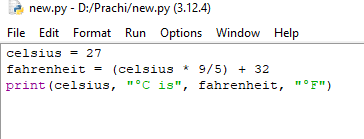 new.py - D:/Prachi/new.py (3.12.4)
File Edit Format Run Options Window Help
celsius = 27
fahrenheit = (celsius * 9/5) + 32
print(celsius, "°C is", fahrenheit, "°F")